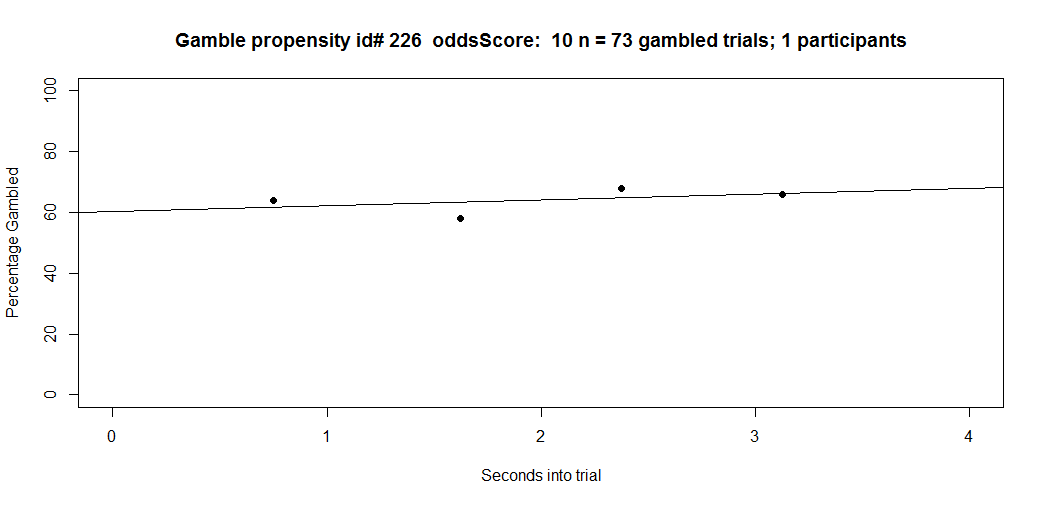 Gamble propensity id# 226  oddsScore:  10 n = 73 gambled trials; 1 participants
Percentage Gambled
100
80
60
40
20
0
0 1 2 3 4
Seconds into trial